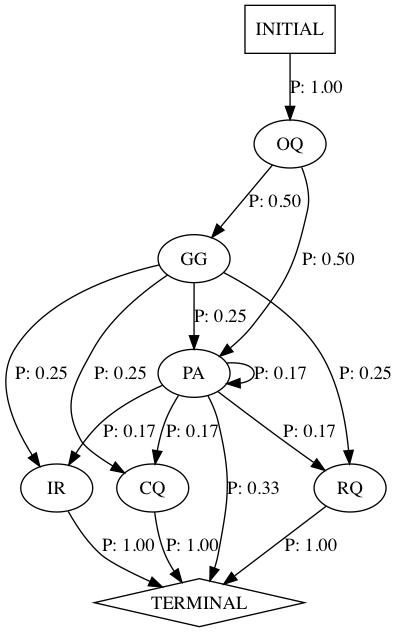 INITIAL
P: 1.00
OQ
P: 0.50
P: 0.50
GG
P: 0.25
P: 0.25
P: 0.25
P: 0.25
PA
P: 0.17
P: 0.17
P: 0.17
P: 0.33
P: 0.17
IR
CQ
RQ
P: 1.00
P: 1.00
P: 1.00
TERMINAL